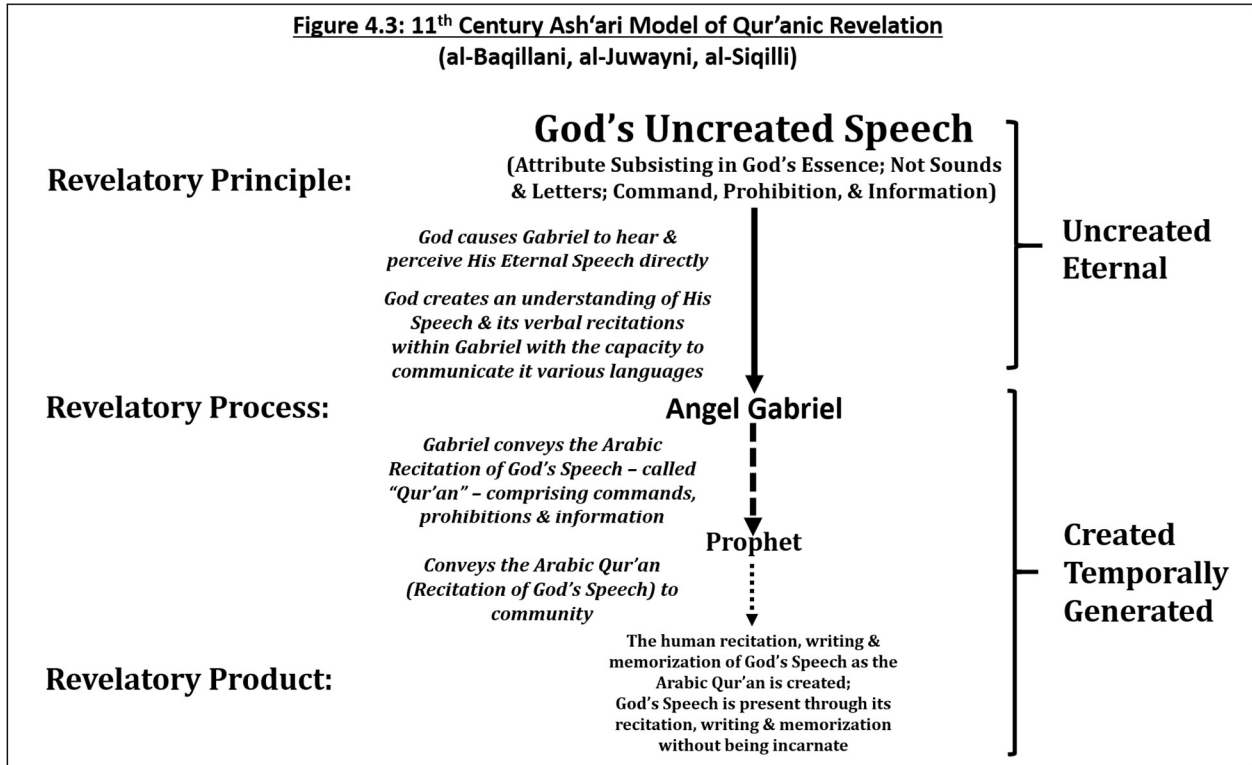 Figure 4.3: 11th Century Ash‘ari Model of Qur’anic Revelation
(al-Baqillani, al-Juwayni, al-Siqilli)
God’s Uncreated Speech
(Attribute Subsisting in God’s Essence; Not Sounds
& Letters; Command, Prohibition, & Information)
Revelatory Principle:
God causes Gabriel to hear &
perceive His Eternal Speech directly
God creates an understanding of His
Speech & its verbal recitations
within Gabriel with the capacity to
communicate it various languages
Uncreated
Eternal
Revelatory Process:
Angel Gabriel
Gabriel conveys the Arabic
Recitation of God’s Speech – called
“Qur’an” – comprising commands,
prohibitions & information
Prophet
Conveys the Arabic Qur’an
(Recitation of God’s Speech) to
community
Created
Temporally
Generated
Revelatory Product:
The human recitation, writing &
memorization of God’s Speech as the
Arabic Qur’an is created;
God’s Speech is present through its
recitation, writing & memorization
without being incarnate